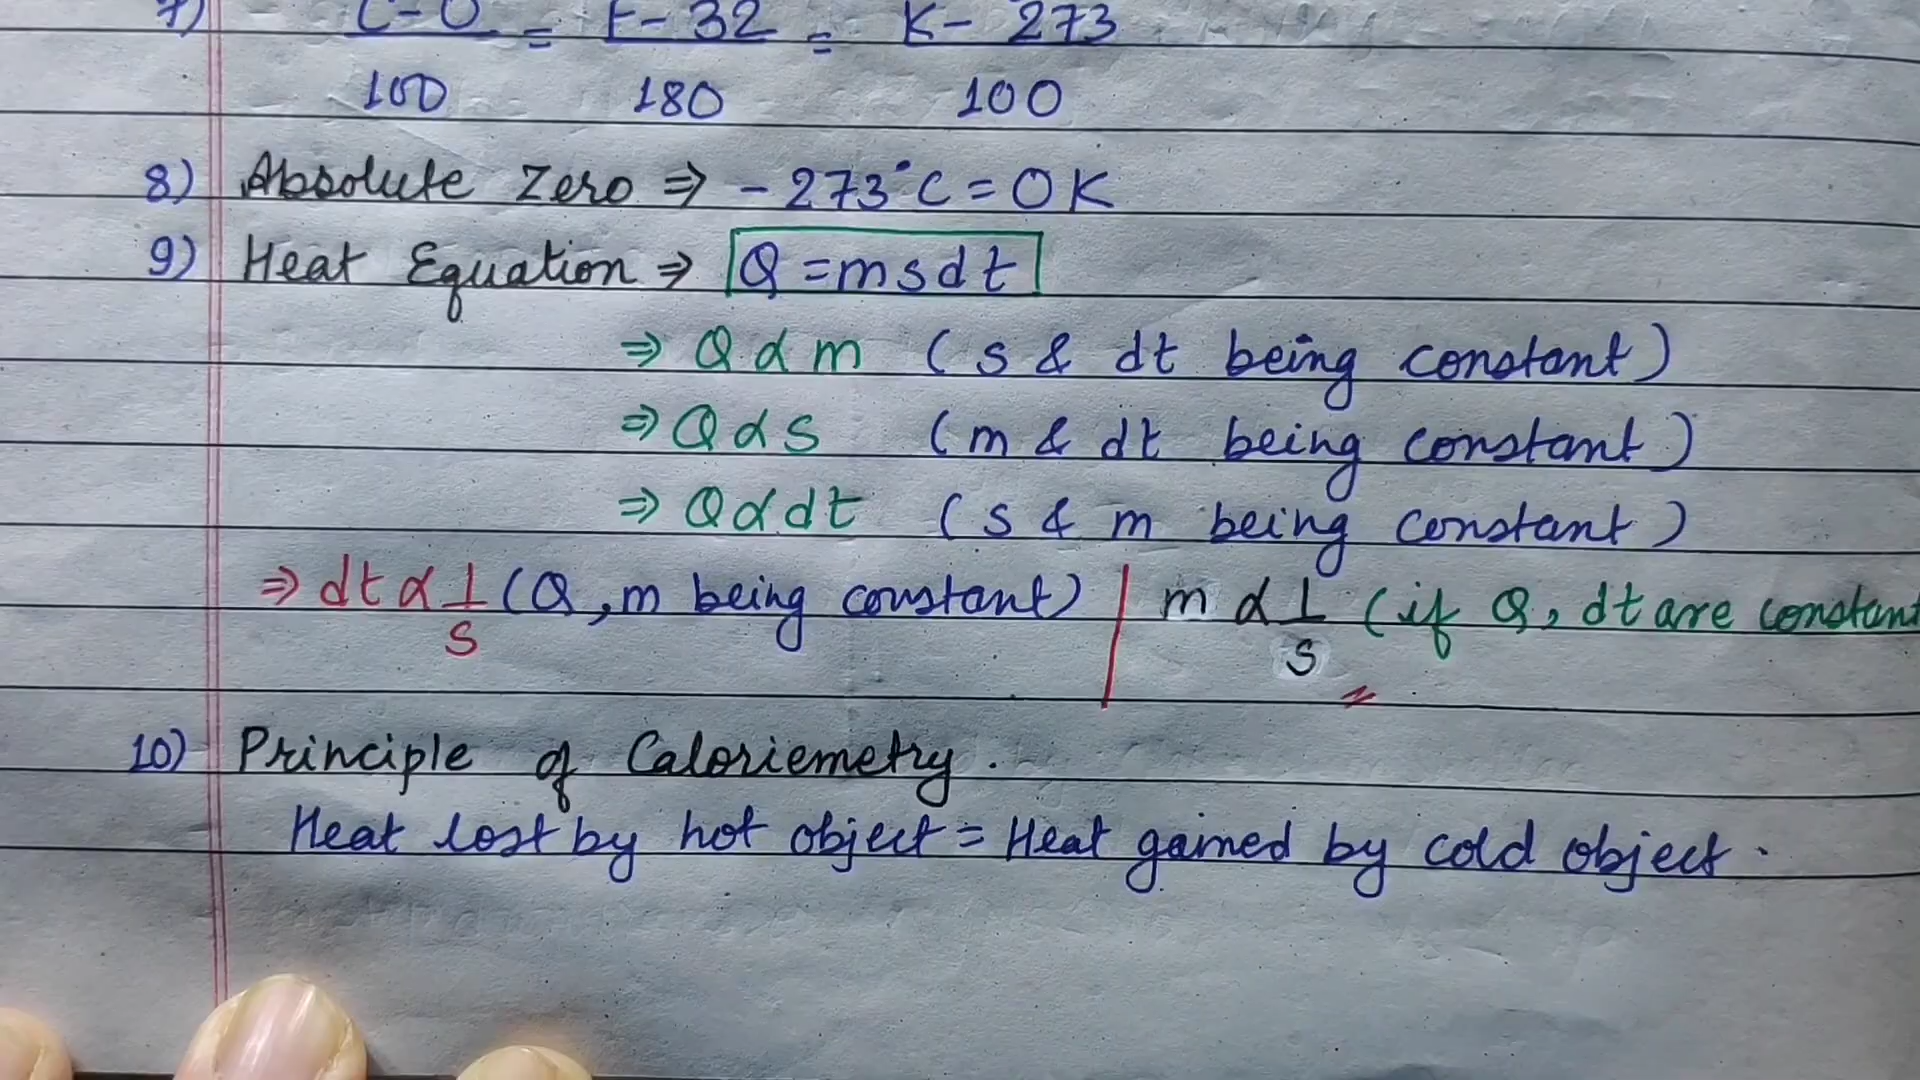 7) C-0 = F-32 = K-273
100 180 100
8) Absolute Zero ⇒ -273°C = 0K
9) Heat Equation ⇒ Q = msdt
⇒ Q α m (s & dt being constant)
⇒ Q α s (m & dt being constant)
⇒ Q α dt (s & m being constant)
⇒ dt α 1/s (Q, m being constant) | m α 1/s (if Q, dt are constant
10) Principle of Caloriemetry.
Heat lost by hot object = Heat gained by cold object.